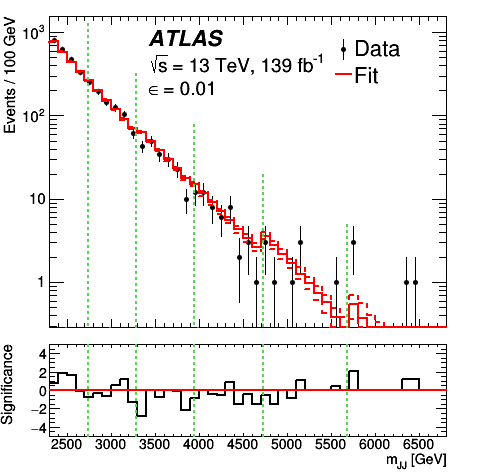 ATLAS
√s = 13 TeV, 139 fb⁻¹
ϵ = 0.01
Data
Fit
Events / 100 GeV
10³
10²
10
1
Significance
4
2
0
−2
−4
2500 3000 3500 4000 4500 5000 5500 6000 6500
m_JJ [GeV]